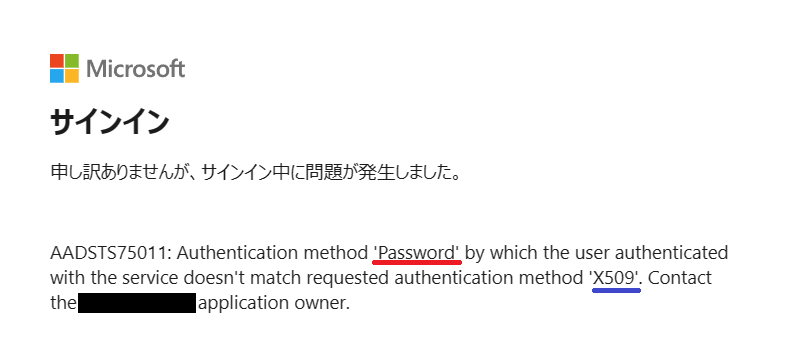 Microsoft
サインイン
申し訳ありませんが、サインイン中に問題が発生しました。
AADSTS75011: Authentication method 'Password' by which the user authenticated
with the service doesn't match requested authentication method 'X509'. Contact
the application owner.